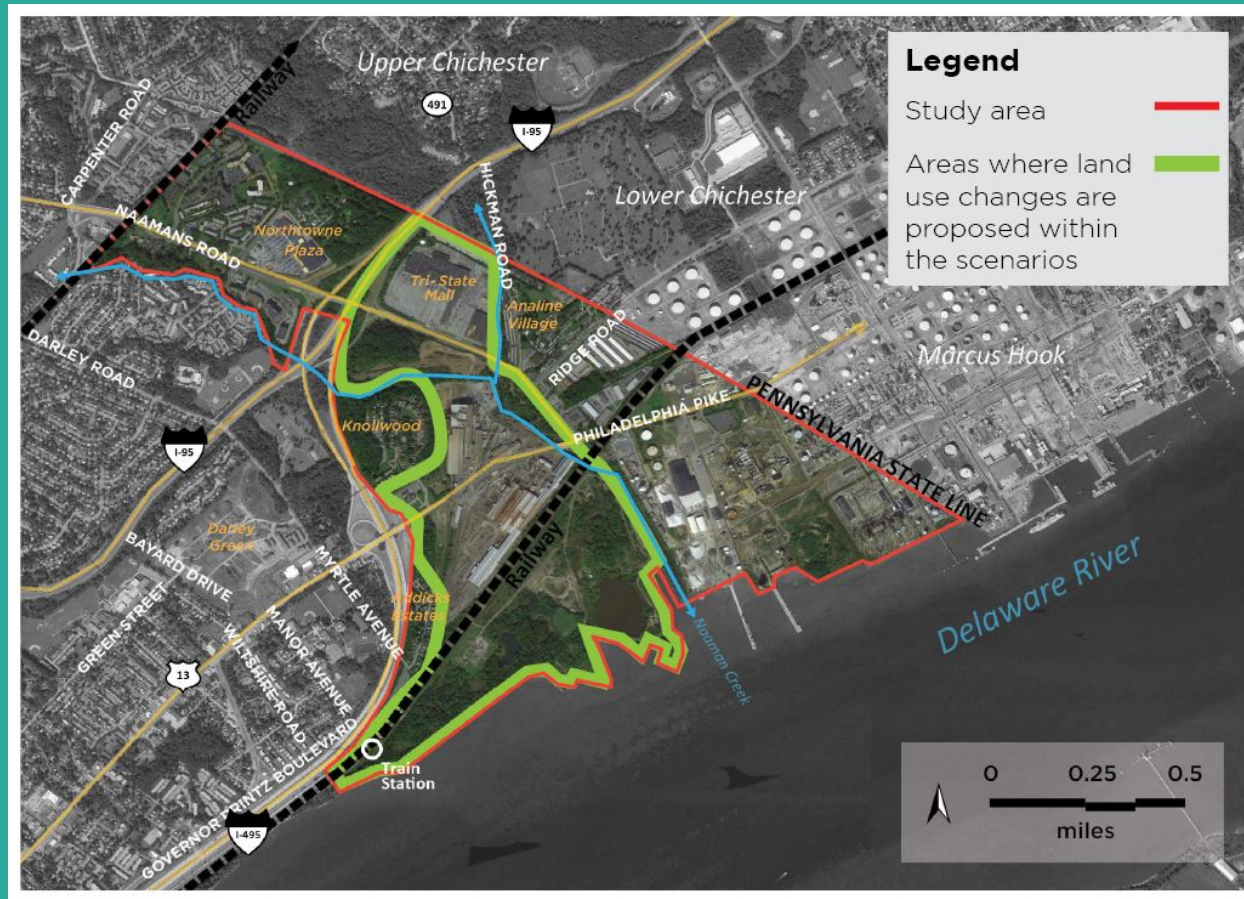 Upper Chichester
Legend
Study area
Areas where land
use changes are
proposed within
the scenarios
Railway
491
I-95
CARPENTER ROAD
HICKMAN ROAD
Lower Chichester
NAAMANS ROAD
Northtowne
Plaza
Tri-State
Mall
Analine
Village
RIDGE ROAD
Marcus Hook
DARLEY ROAD
PHILADELPHIA PIKE
PENNSYLVANIA STATE LINE
Knollwood
I-95
Darley
Green
BAYARD DRIVE
MYRTLE AVENUE
Railway
Addicks
Estates
GREEN STREET
MANOR AVENUE
WILTSHIRE ROAD
13
Delaware River
Naaman Creek
GOVERNOR PRINTZ BOULEVARD
Train
Station
I-495
0 0.25 0.5
miles